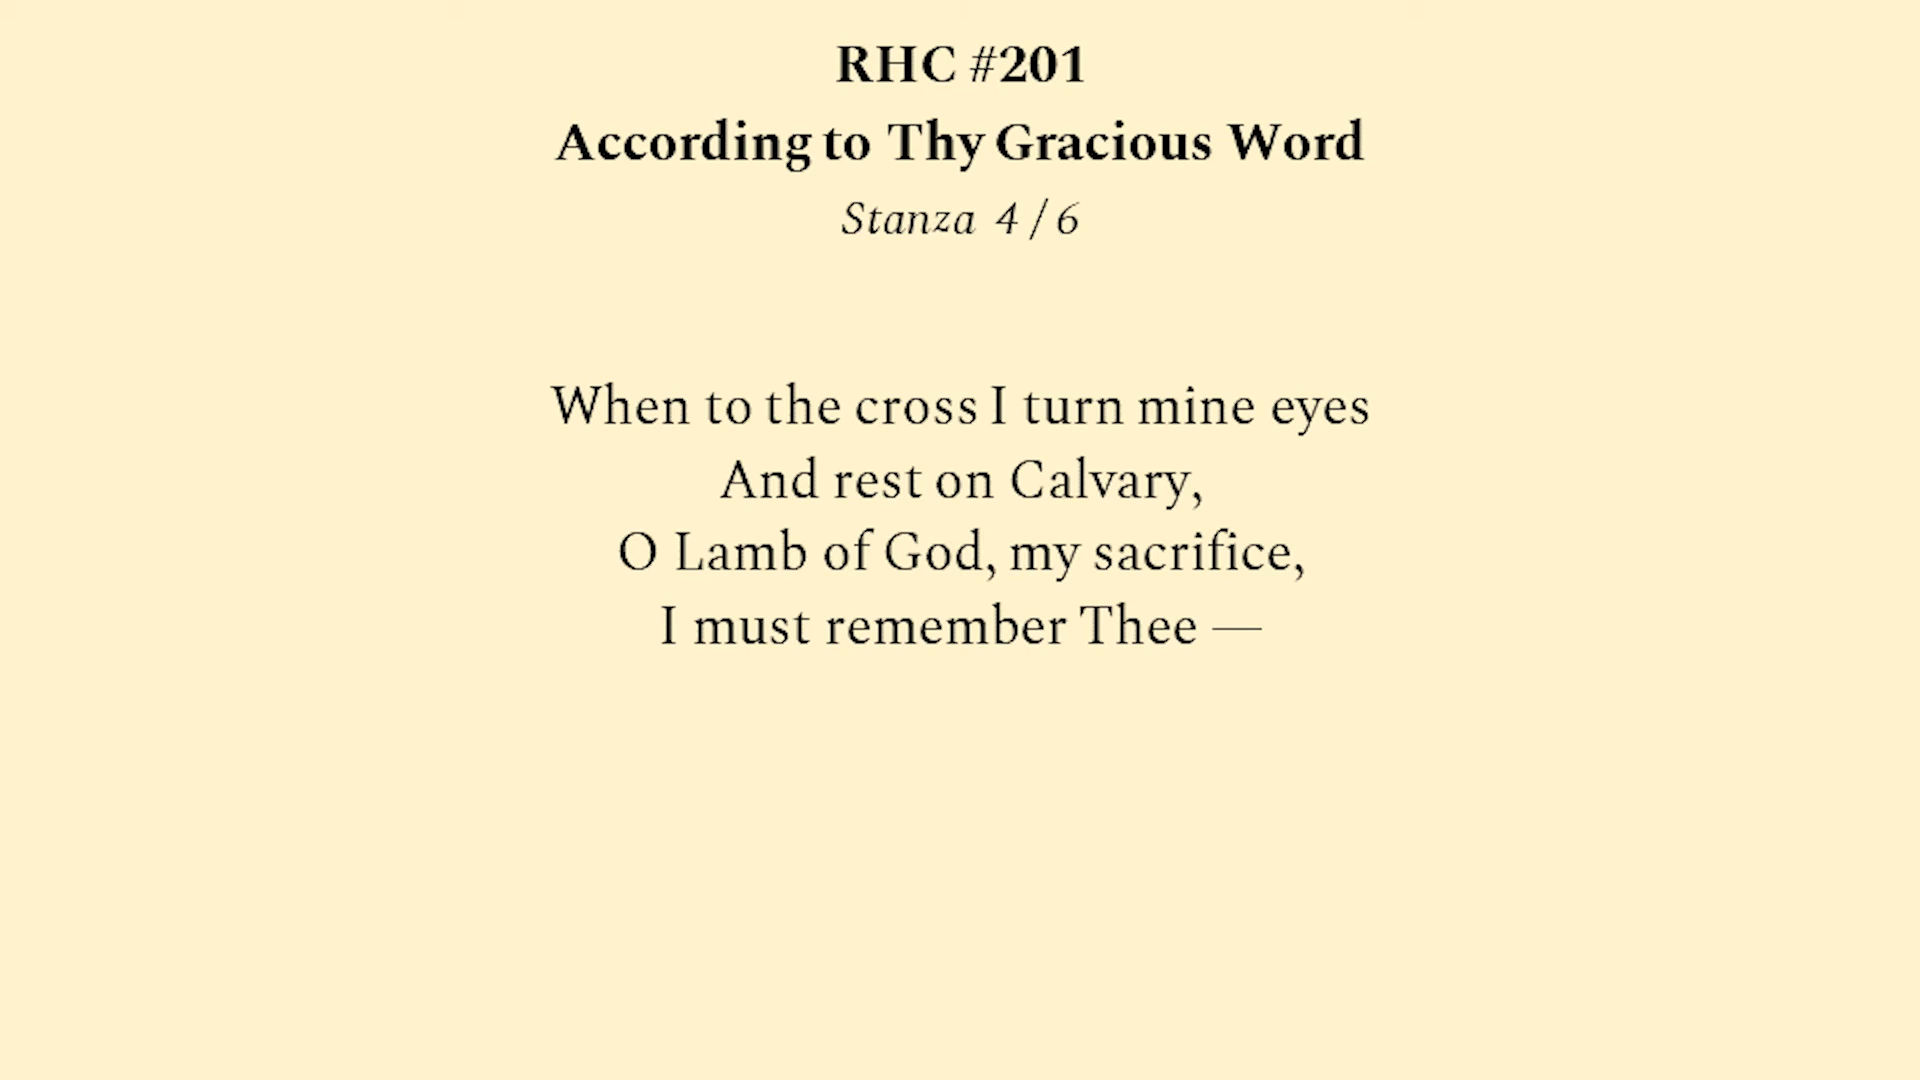 RHC #201
According to Thy Gracious Word
Stanza 4 / 6
When to the cross I turn mine eyes
And rest on Calvary,
O Lamb of God, my sacrifice,
I must remember Thee —